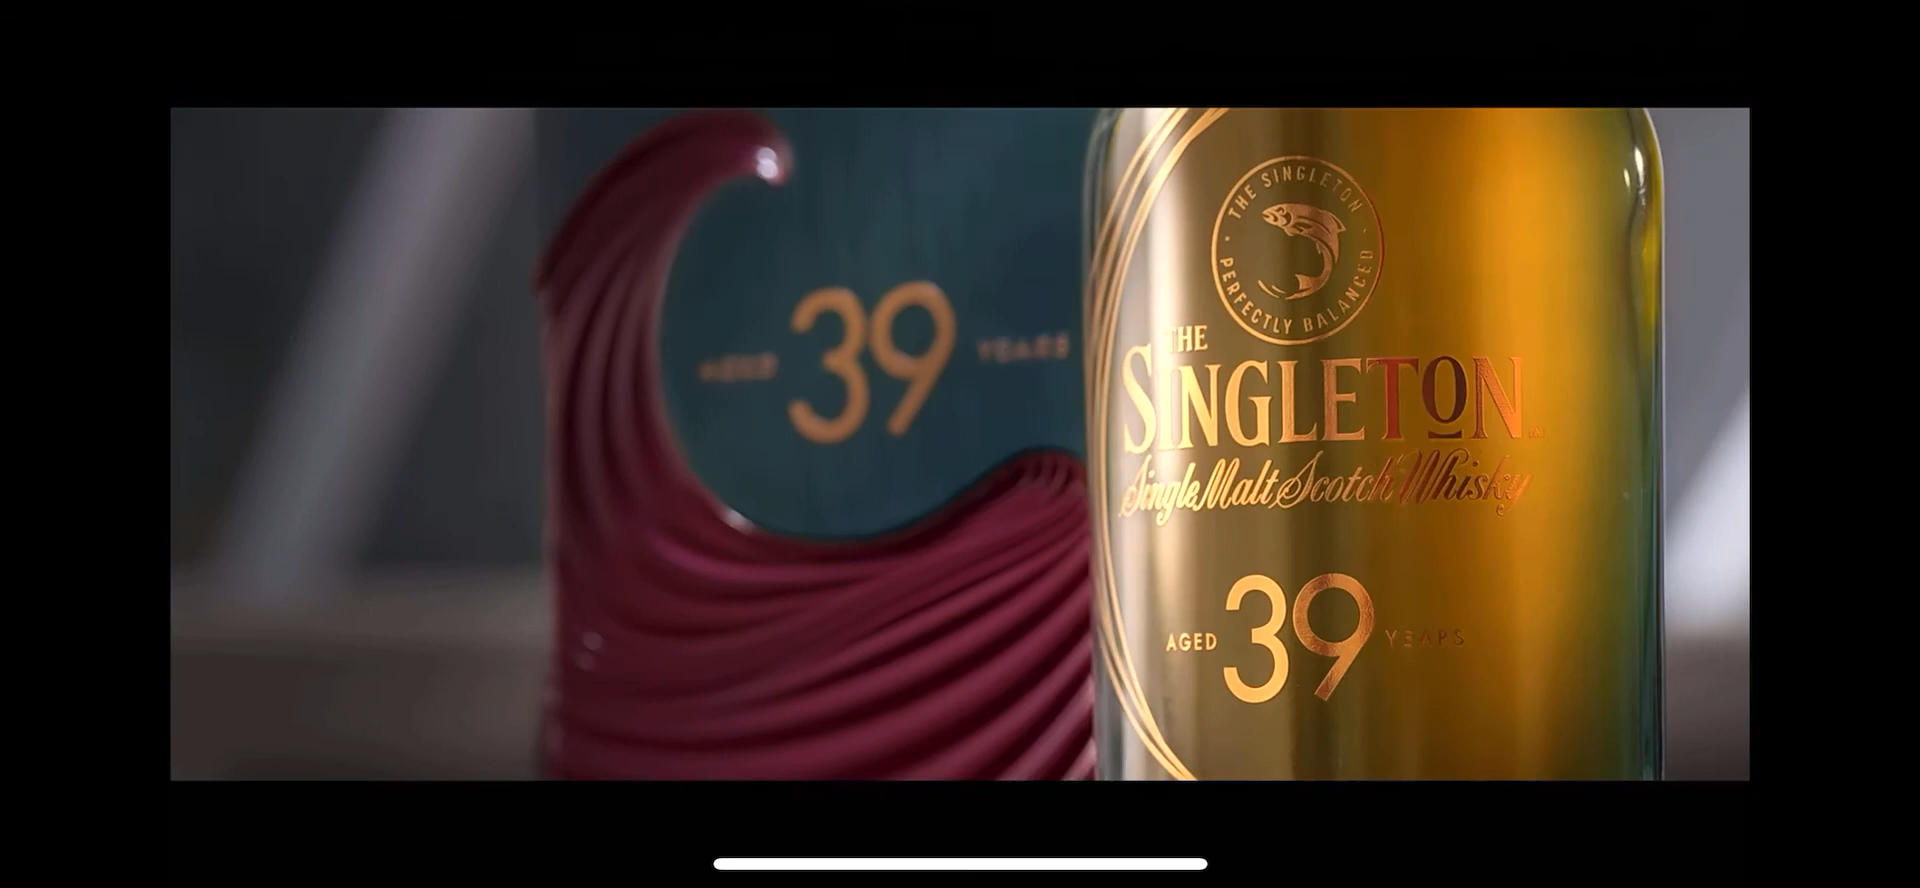 AGED 39 YEARS
THE SINGLETON
PERFECTLY BALANCED
THE
SINGLETON
Single Malt Scotch Whisky
AGED 39 YEARS